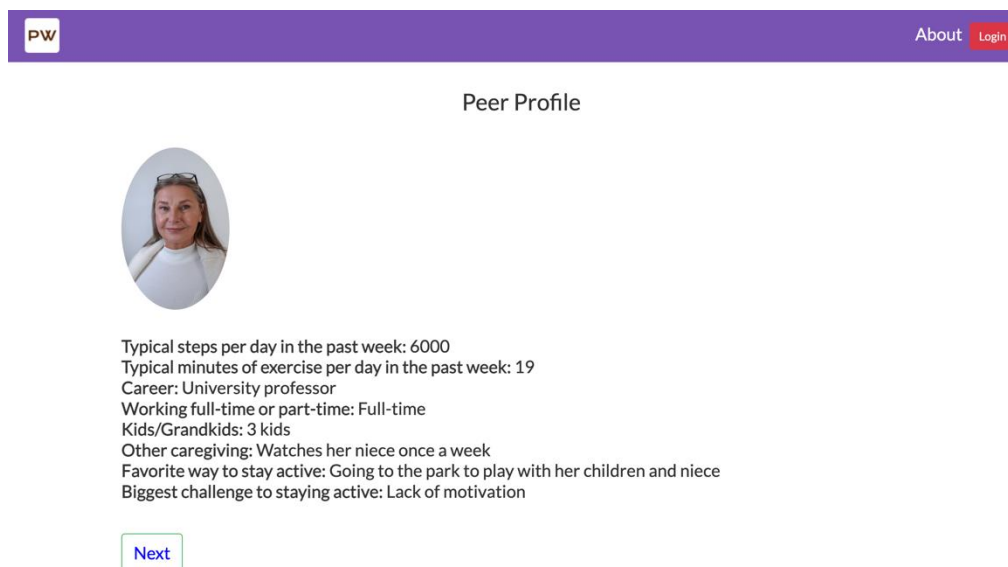 PW
About Login
Peer Profile
Typical steps per day in the past week: 6000
Typical minutes of exercise per day in the past week: 19
Career: University professor
Working full-time or part-time: Full-time
Kids/Grandkids: 3 kids
Other caregiving: Watches her niece once a week
Favorite way to stay active: Going to the park to play with her children and niece
Biggest challenge to staying active: Lack of motivation
Next